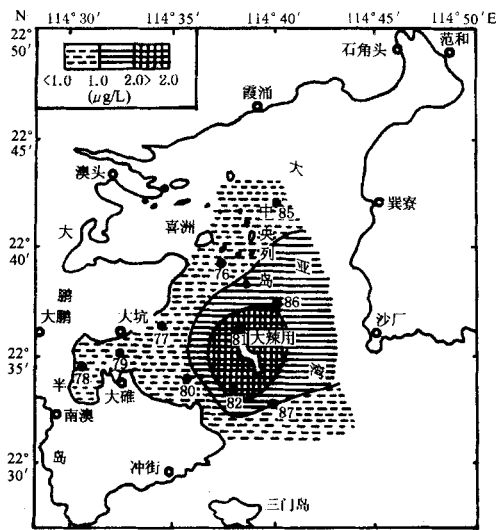 N 114°30′ 114°35′ 114°40′ 114°45′ 114°50′E
22°
50′
石角头
范和
<1.0 1.0 2.0> 2.0
(μg/L)
霞涌
22°
45′
澳头
大
中
85
巽寮
喜洲
央
大
22°
40′
列
76
亚
岛
86
鹏
大鹏
大坑
77
81
大辣甲
沙厂
22°
35′
78
79
半
80
湾
大礁
82
87
南澳
岛
22°
30′
冲街
三门岛